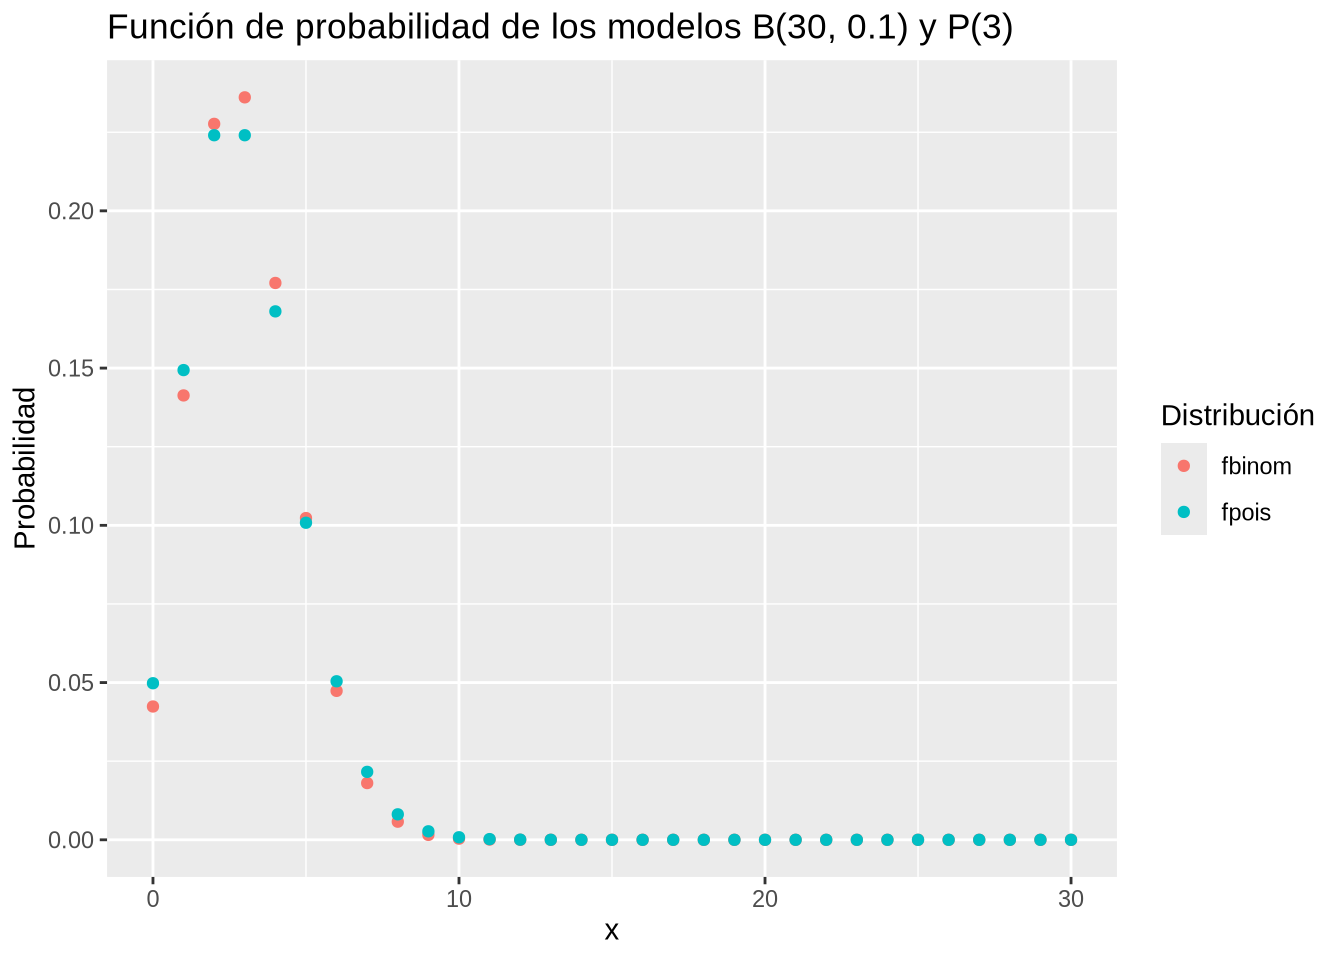 Función de probabilidad de los modelos B(30, 0.1) y P(3)
0.20
0.15
0.10
0.05
0.00
Probabilidad
0 10 20 30
x
Distribución
fbinom
fpois